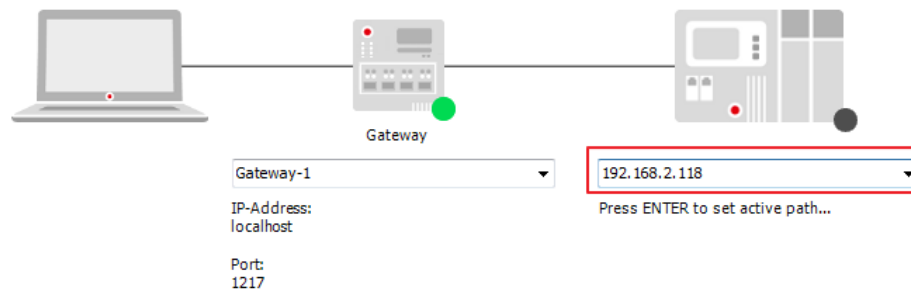 Gateway
Gateway-1
192.168.2.118
IP-Address:
localhost
Press ENTER to set active path...
Port:
1217